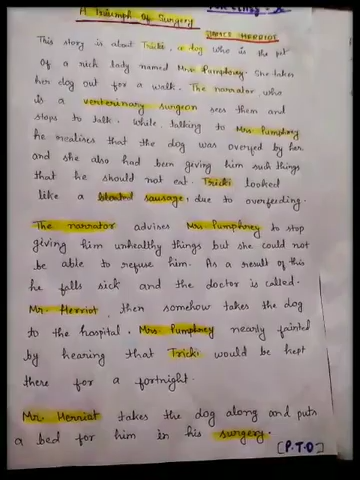 A Triumph Of Surgery
JAMES HERRIOT
This story is about Tricki, a dog who is the pet
Of a rich lady named Mrs. Pumphrey. She takes
her dog out for a walk. The narrator who
is a verterinary surgeon sees them and
stops to talk. While talking to Mrs Pumphrey
he realises that the dog was overfed by her
and she also had been giving him such things
that he should not eat. Tricki looked
like a bloated sausage, due to overfeeding.
The narrator advises Mrs. Pumphrey to stop
giving him unhealthy things but she could not
be able to refuse him. As a result of this
he falls sick and the doctor is called.
Mr. Herriot, then somehow takes the dog
to the hospital. Mrs Pumphrey nearly fainted
by hearing that Tricki would be kept
there for a fortnight.
Mr. Herriot takes the dog along and puts
a bed for him in his surgery.
[P.T.O]